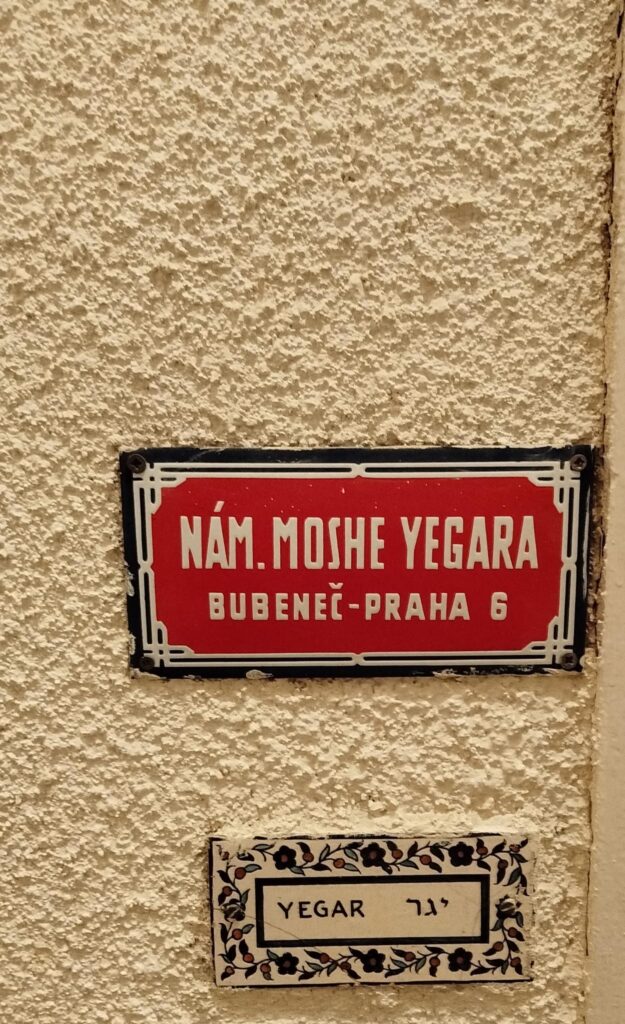 NÁM. MOSHE YEGARA
BUBENEČ-PRAHA 6
YEGAR יגר